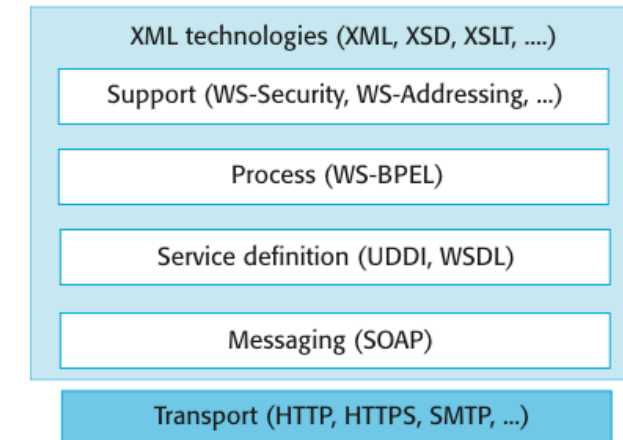 XML technologies (XML, XSD, XSLT, ....)
Support (WS-Security, WS-Addressing, ...)
Process (WS-BPEL)
Service definition (UDDI, WSDL)
Messaging (SOAP)
Transport (HTTP, HTTPS, SMTP, ...)